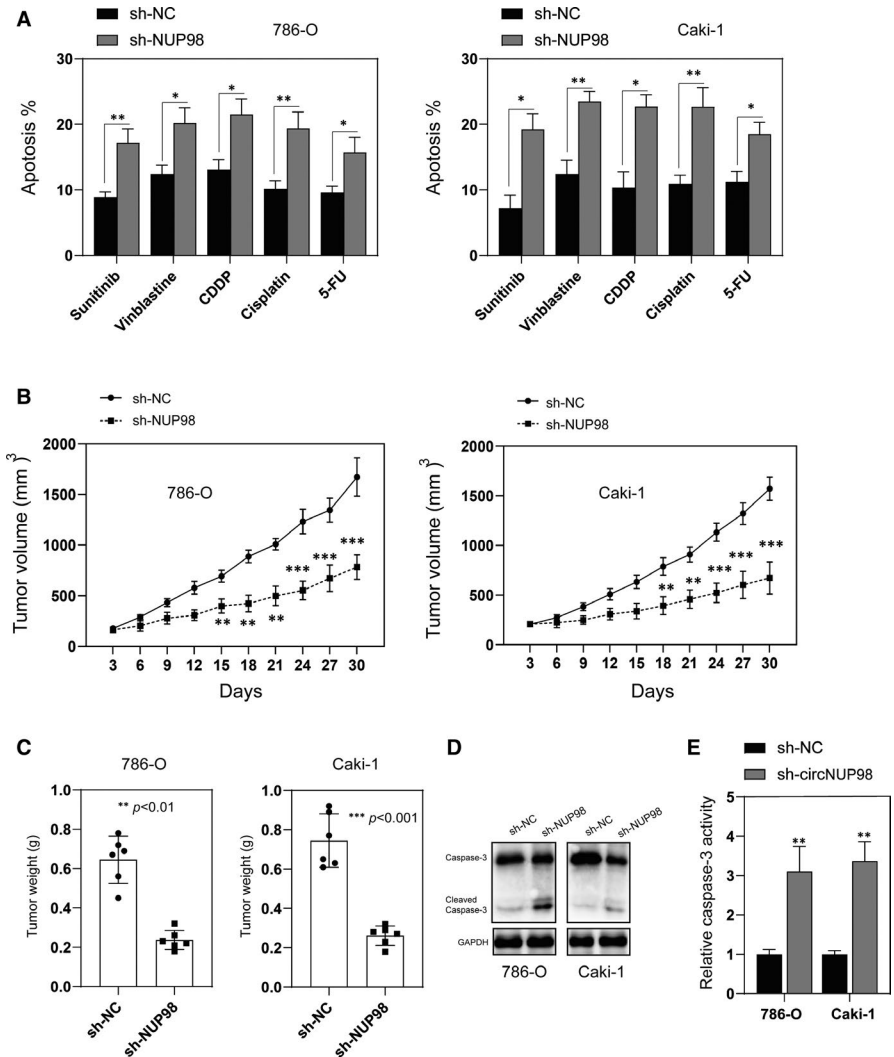 A
sh-NC
sh-NUP98
786-O
Apotosis %
30
20
10
0
**
*
*
**
*
Sunitinib
Vinblastine
CDDP
Cisplatin
5-FU
sh-NC
sh-NUP98
Caki-1
Apotosis %
30
20
10
0
*
**
*
**
*
Sunitinib
Vinblastine
CDDP
Cisplatin
5-FU
B
sh-NC
sh-NUP98
786-O
Tumor volume (mm³)
2000
1500
1000
500
0
** ** ** *** *** ***
3 6 9 12 15 18 21 24 27 30
Days
sh-NC
sh-NUP98
Caki-1
Tumor volume (mm³)
2000
1500
1000
500
0
** ** *** *** ***
3 6 9 12 15 18 21 24 27 30
Days
C
786-O
** p<0.01
Tumor weight (g)
1.0
0.8
0.6
0.4
0.2
0.0
sh-NC
sh-NUP98
Caki-1
*** p<0.001
Tumor weight (g)
1.0
0.8
0.6
0.4
0.2
0.0
sh-NC
sh-NUP98
D
sh-NC sh-NUP98 sh-NC sh-NUP98
Caspase-3
Cleaved
Caspase-3
GAPDH
786-O Caki-1
E
sh-NC
sh-circNUP98
Relative caspase-3 activity
5
4
3
2
1
0
** **
786-O Caki-1